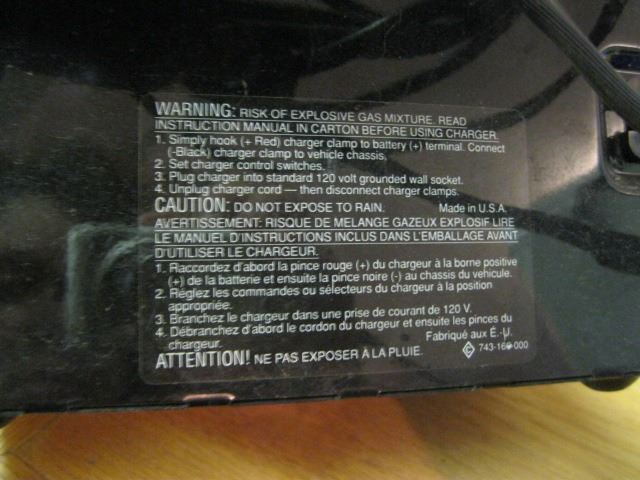 WARNING: RISK OF EXPLOSIVE GAS MIXTURE. READ
INSTRUCTION MANUAL IN CARTON BEFORE USING CHARGER.
1. Simply hook (+ Red) charger clamp to battery (+) terminal. Connect
(-Black) charger clamp to vehicle chassis.
2. Set charger control switches.
3. Plug charger into standard 120 volt grounded wall socket.
4. Unplug charger cord — then disconnect charger clamps.
CAUTION: DO NOT EXPOSE TO RAIN. Made in U.S.A.
AVERTISSEMENT: RISQUE DE MELANGE GAZEUX EXPLOSIF LIRE
LE MANUEL D'INSTRUCTIONS INCLUS DANS L'EMBALLAGE AVANT
D'UTILISER LE CHARGEUR.
1. Raccordez d'abord la pince rouge (+) du chargeur à la borne positive
(+) de la batterie et ensuite la pince noire (-) au chassis du vehicule.
2. Réglez les commandes ou sélecteurs du chargeur à la position
appropriée.
3. Branchez le chargeur dans une prise de courant de 120 V.
4. Débranchez d'abord le cordon du chargeur et ensuite les pinces du
chargeur. Fabriqué aux É.-U.
ATTENTION! NE PAS EXPOSER À LA PLUIE.